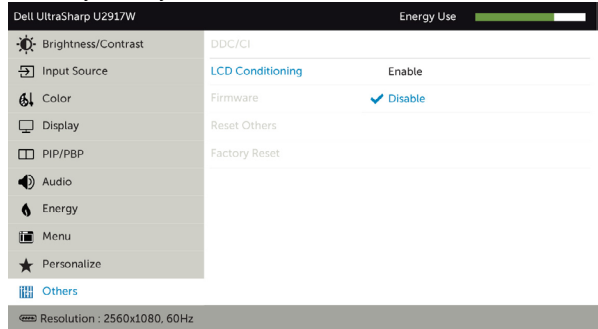 Dell UltraSharp U2917W Energy Use
Brightness/Contrast DDC/CI
Input Source LCD Conditioning Enable
Color Firmware Disable
Display Reset Others
PIP/PBP Factory Reset
Audio
Energy
Menu
Personalize
Others
Resolution : 2560x1080, 60Hz